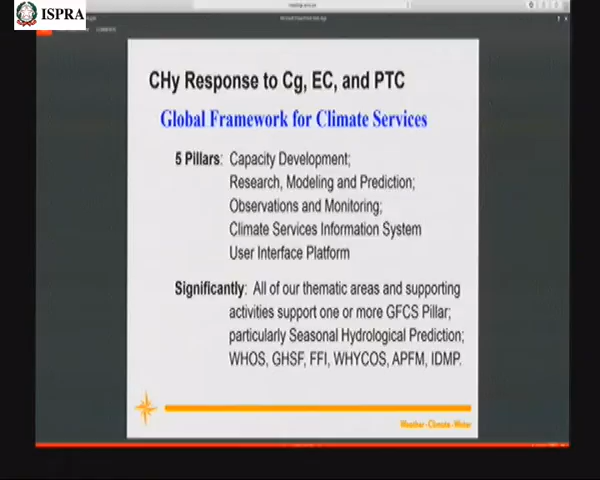 ISPRA
CHy Response to Cg, EC, and PTC
Global Framework for Climate Services
5 Pillars: Capacity Development;
Research, Modeling and Prediction;
Observations and Monitoring;
Climate Services Information System
User Interface Platform
Significantly: All of our thematic areas and supporting
activities support one or more GFCS Pillar;
particularly Seasonal Hydrological Prediction;
WHOS, GHSF, FFI, WHYCOS, APFM, IDMP.
Weather · Climate · Water